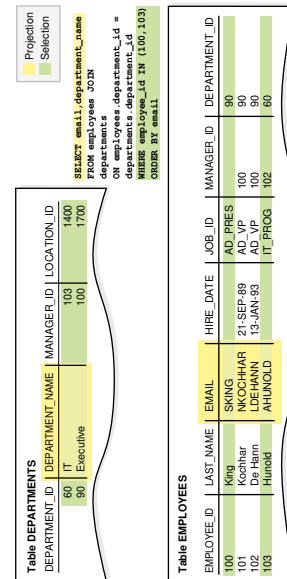 Table DEPARTMENTS
DEPARTMENT_ID DEPARTMENT_NAME MANAGER_ID LOCATION_ID
60 IT 103 1400
90 Executive 100 1700
Projection
Selection
SELECT email,department_name
FROM employees JOIN
departments
ON employees.department_id =
departments.department_id
WHERE employee_id IN (100,103)
ORDER BY email
Table EMPLOYEES
EMPLOYEE_ID LAST_NAME EMAIL HIRE_DATE JOB_ID MANAGER_ID DEPARTMENT_ID
100 King SKING AD_PRES 90
101 Kochhar NKOCHHAR 21-SEP-89 AD_VP 100 90
102 De Hann LDEHANN 13-JAN-93 AD_VP 100 90
103 Hunold AHUNOLD IT_PROG 102 60